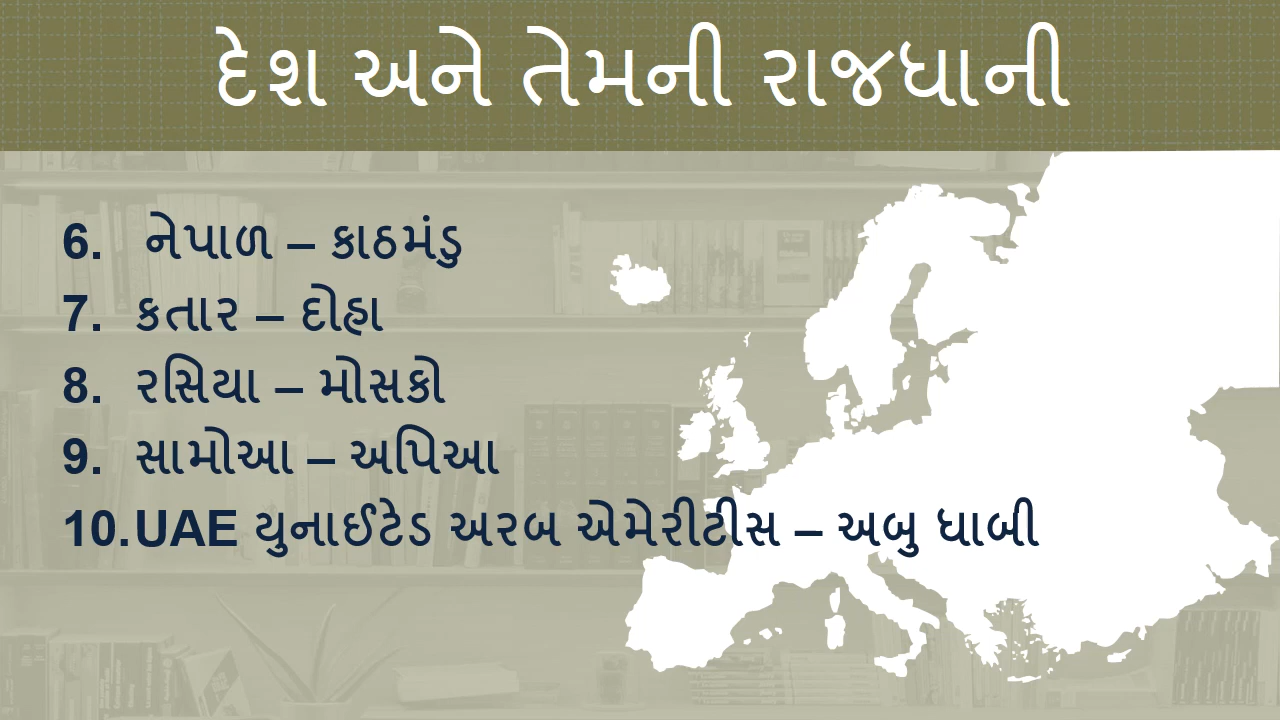 દેશ અને તેમની રાજધાની
6. નેપાળ – કાઠમંડુ
7. કતાર – દોહા
8. રસિયા – મોસકો
9. સામોઆ – અપિઆ
10.UAE યુનાઈટેડ અરબ એમેરીટીસ – અબુ ધાબી